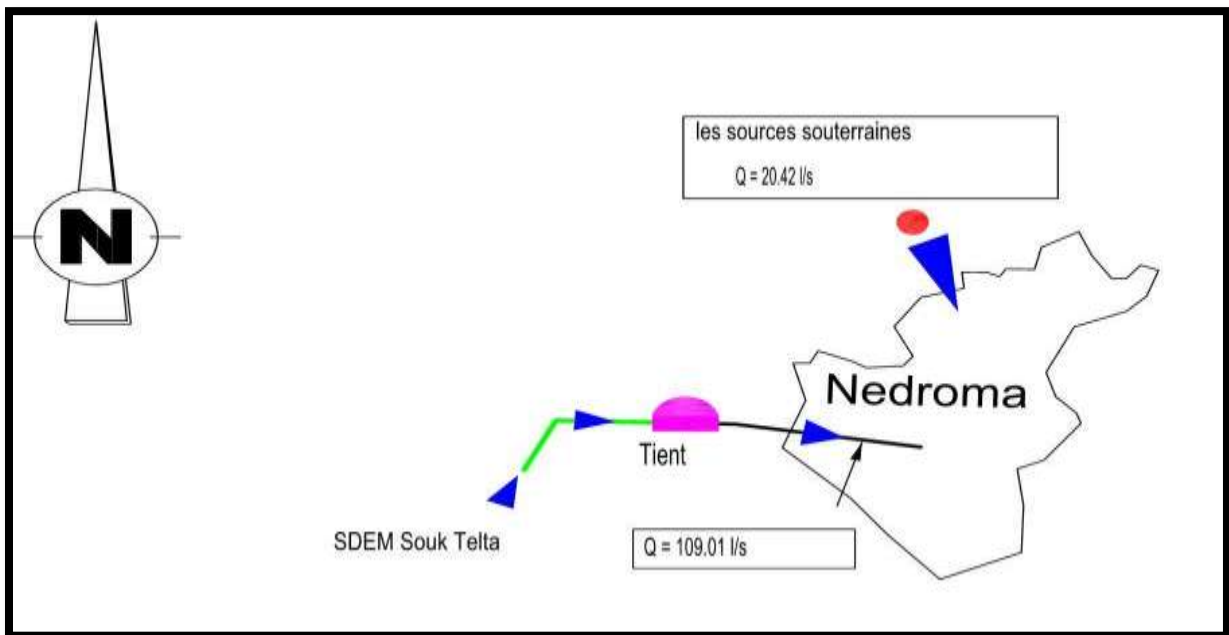 N
les sources souterraines
Q = 20.42 l/s
Nedroma
Tient
SDEM Souk Telta
Q = 109.01 l/s